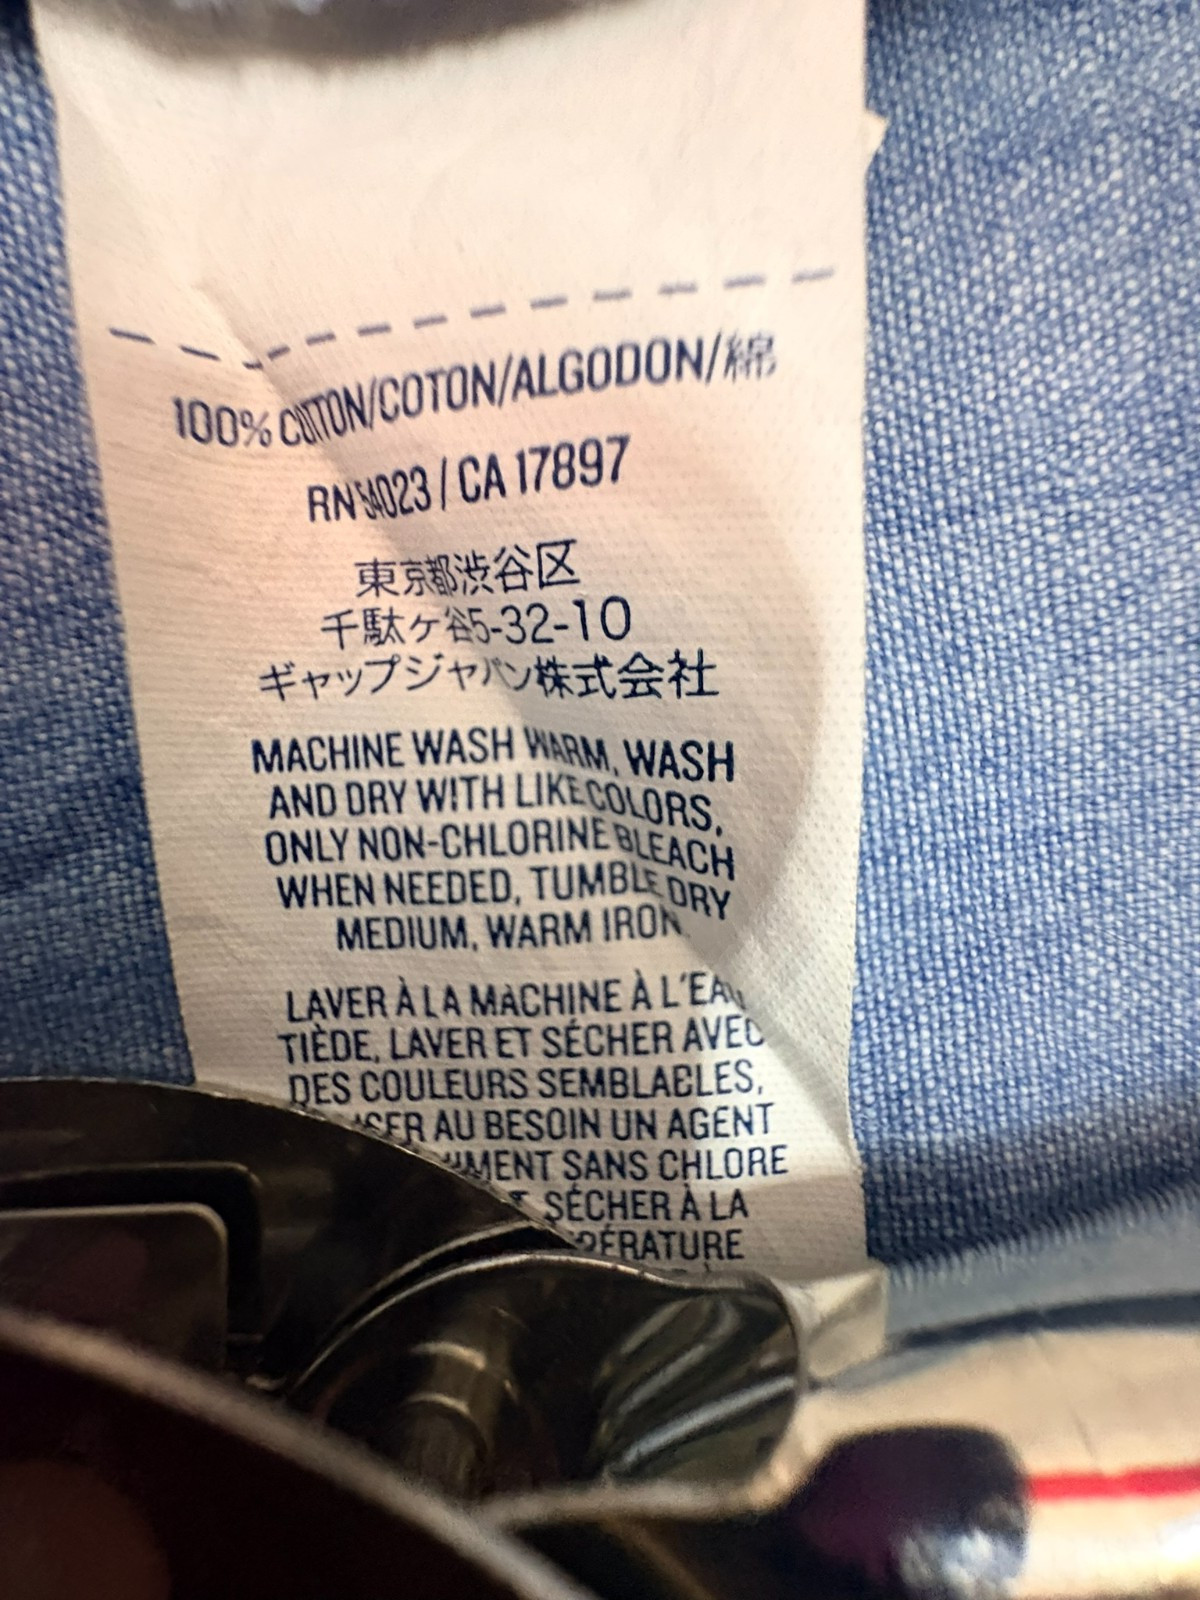 100% COTTON/COTON/ALGODON/綿
RN 54023 / CA 17897
東京都渋谷区
千駄ヶ谷5-32-10
ギャップジャパン株式会社
MACHINE WASH WARM, WASH
AND DRY WITH LIKE COLORS,
ONLY NON-CHLORINE BLEACH
WHEN NEEDED, TUMBLE DRY
MEDIUM, WARM IRON.
LAVER À LA MACHINE À L'EAU
TIÈDE, LAVER ET SÉCHER AVEC
DES COULEURS SEMBLABLES,
AU BESOIN UN AGENT
SANS CHLORE
SÉCHER À LA